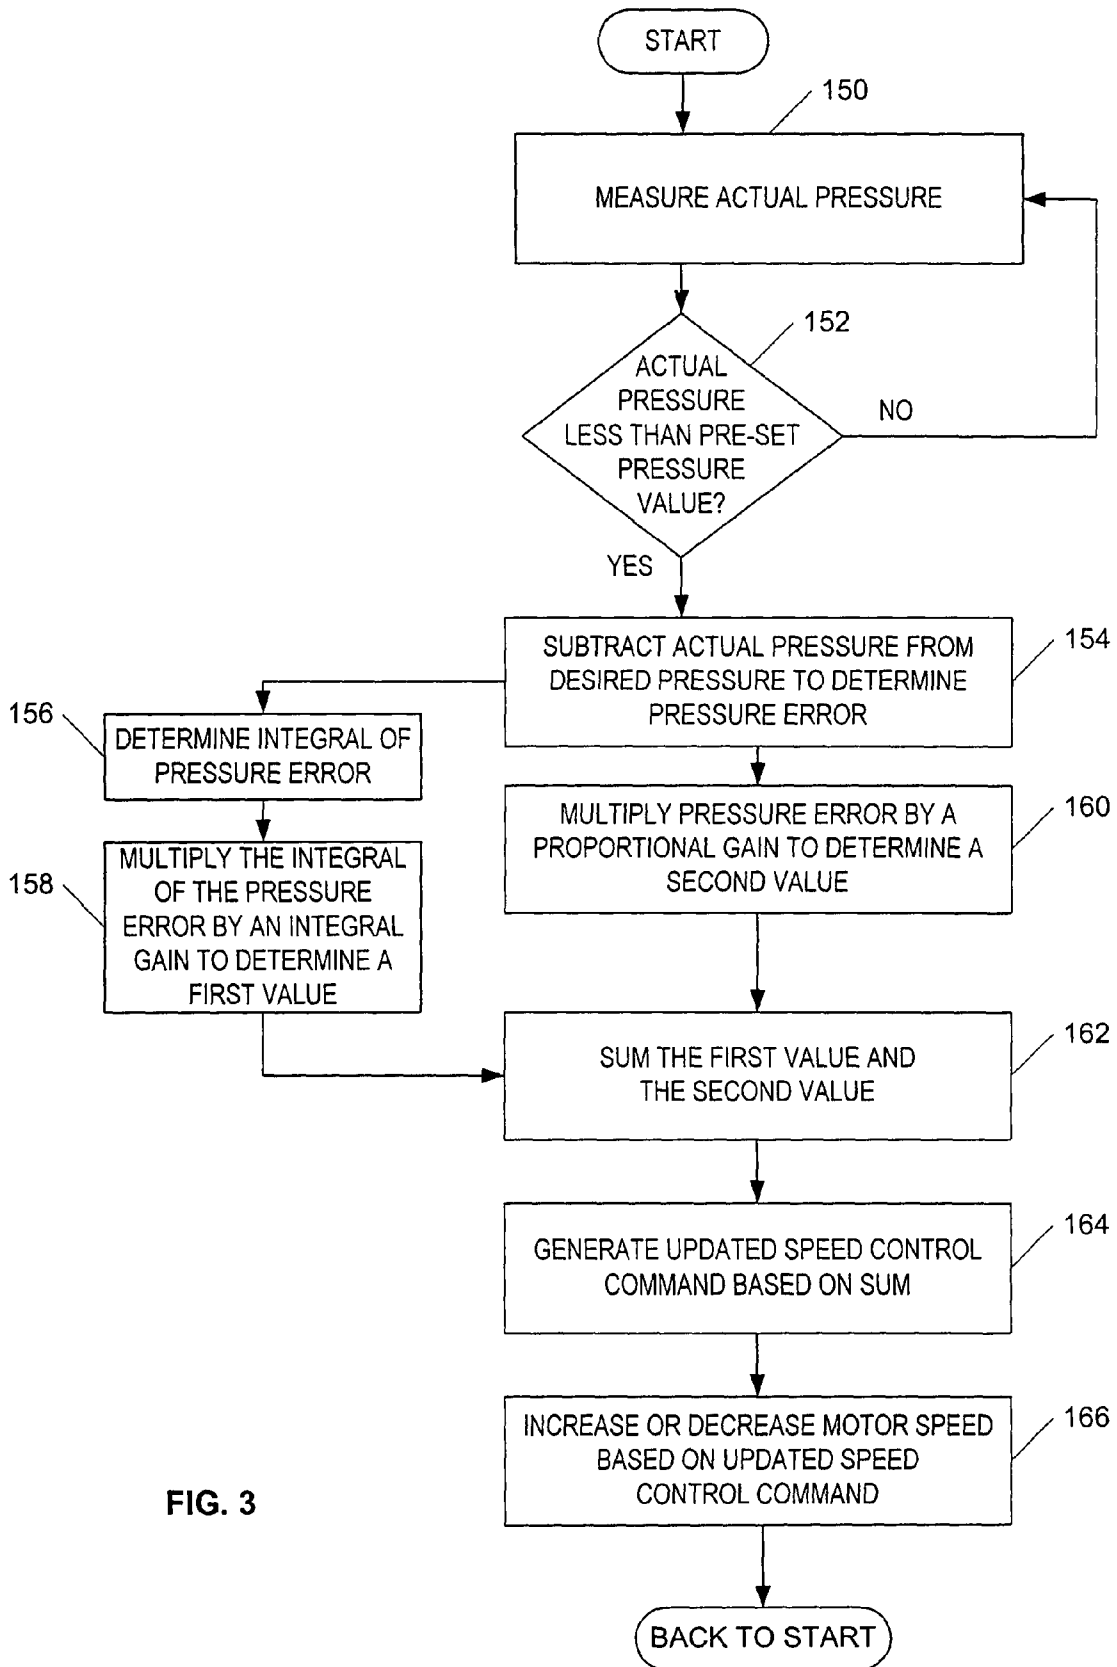 START
150
MEASURE ACTUAL PRESSURE
152
ACTUAL
PRESSURE
LESS THAN PRE-SET
PRESSURE
VALUE?
NO
YES
SUBTRACT ACTUAL PRESSURE FROM
DESIRED PRESSURE TO DETERMINE
PRESSURE ERROR
154
156
DETERMINE INTEGRAL OF
PRESSURE ERROR
MULTIPLY PRESSURE ERROR BY A
PROPORTIONAL GAIN TO DETERMINE A
SECOND VALUE
160
158
MULTIPLY THE INTEGRAL
OF THE PRESSURE
ERROR BY AN INTEGRAL
GAIN TO DETERMINE A
FIRST VALUE
SUM THE FIRST VALUE AND
THE SECOND VALUE
162
GENERATE UPDATED SPEED CONTROL
COMMAND BASED ON SUM
164
INCREASE OR DECREASE MOTOR SPEED
BASED ON UPDATED SPEED
CONTROL COMMAND
166
FIG. 3
BACK TO START